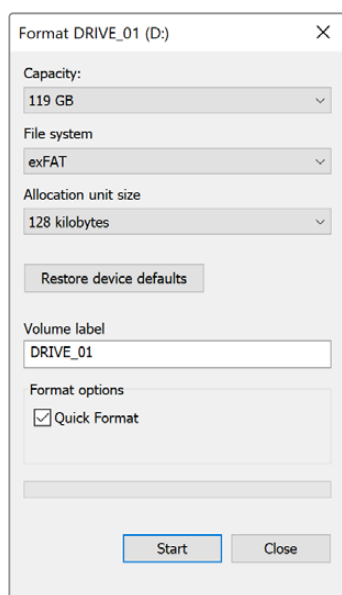 Format DRIVE_01 (D:)
Capacity:
119 GB
File system
exFAT
Allocation unit size
128 kilobytes
Restore device defaults
Volume label
DRIVE_01
Format options
Quick Format
Start Close